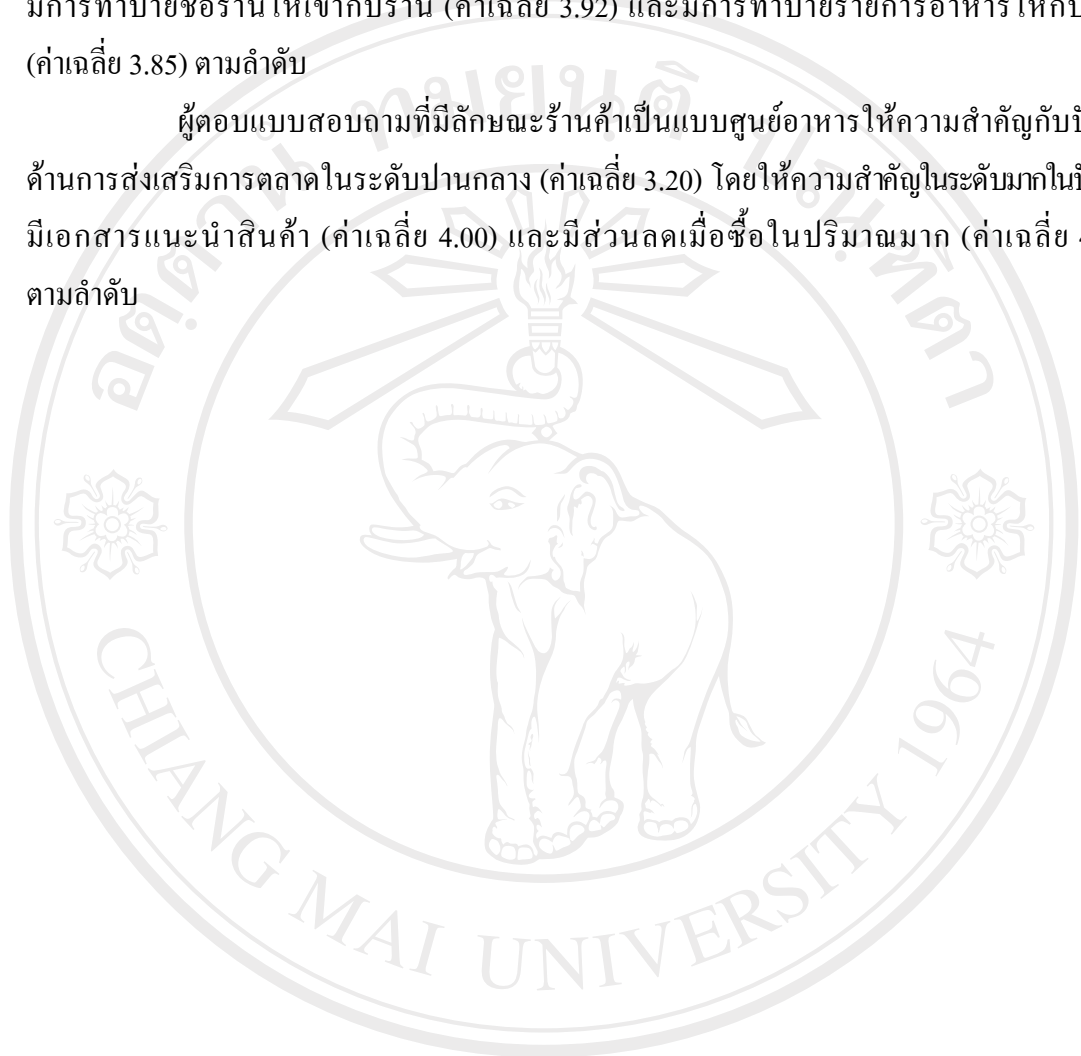 มีการทำป้ายชื่อร้านให้เข้ากับร้าน (ค่าเฉลี่ย 3.92) และมีการทำป้ายรายการอาหารให้กับ
(ค่าเฉลี่ย 3.85) ตามลำดับ
ผู้ตอบแบบสอบถามที่มีลักษณะร้านค้าเป็นแบบศูนย์อาหารให้ความสำคัญกับ
ด้านการส่งเสริมการตลาดในระดับปานกลาง (ค่าเฉลี่ย 3.20) โดยให้ความสำคัญในระดับมากใน
มีเอกสารแนะนำสินค้า (ค่าเฉลี่ย 4.00) และมีส่วนลดเมื่อซื้อในปริมาณมาก (ค่าเฉลี่ย
ตามลำดับ
CHIANG MAI UNIVERSITY 1964